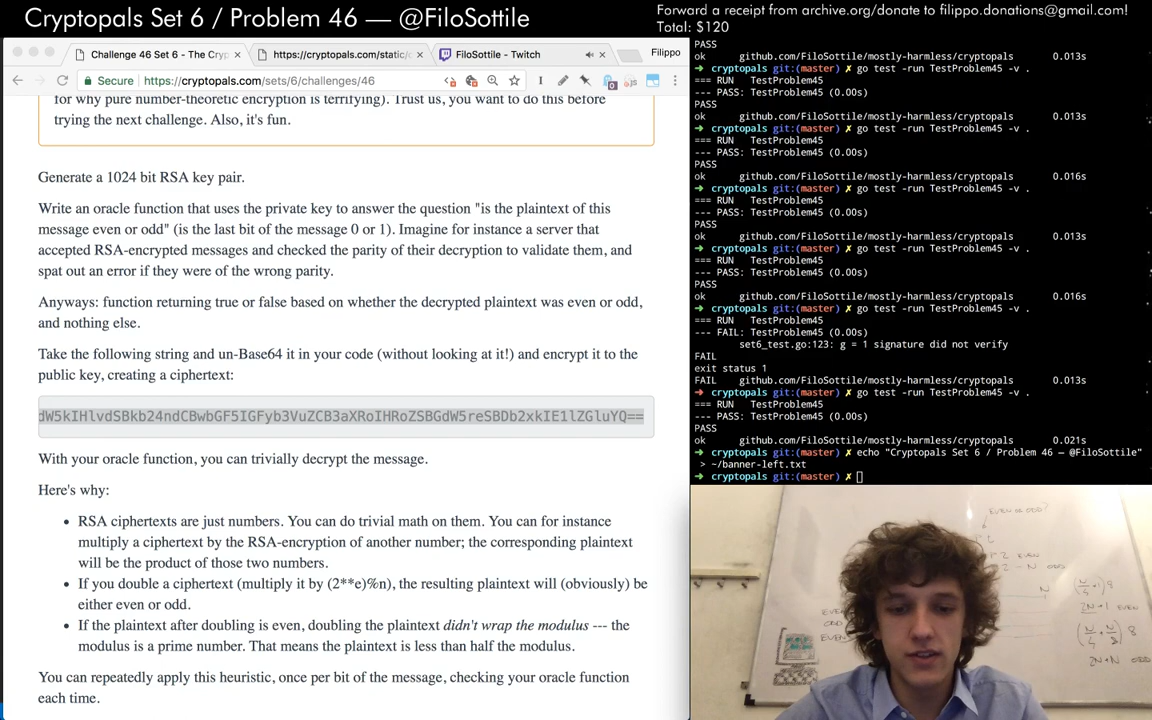 Cryptopals Set 6 / Problem 46 — @FiloSottile
Forward a receipt from archive.org/donate to filippo.donations@gmail.com!
Total: $120
Challenge 46 Set 6 - The Cryp
https://cryptopals.com/static/c
FiloSottile - Twitch
Filippo
Secure
https://cryptopals.com/sets/6/challenges/46
for why pure number-theoretic encryption is terrifying). Trust us, you want to do this before
trying the next challenge. Also, it's fun.
Generate a 1024 bit RSA key pair.
Write an oracle function that uses the private key to answer the question "is the plaintext of this
message even or odd" (is the last bit of the message 0 or 1). Imagine for instance a server that
accepted RSA-encrypted messages and checked the parity of their decryption to validate them, and
spat out an error if they were of the wrong parity.
Anyways: function returning true or false based on whether the decrypted plaintext was even or odd,
and nothing else.
Take the following string and un-Base64 it in your code (without looking at it!) and encrypt it to the
public key, creating a ciphertext:
dW5kIHlvdSBkb24ndCBwbGF5IGFyb3VuZCB3aXRoIHRoZSBGdW5reSBDb2xkIE1lZGluYQ==
With your oracle function, you can trivially decrypt the message.
Here's why:
• RSA ciphertexts are just numbers. You can do trivial math on them. You can for instance
multiply a ciphertext by the RSA-encryption of another number; the corresponding plaintext
will be the product of those two numbers.
• If you double a ciphertext (multiply it by (2**e)%n), the resulting plaintext will (obviously) be
either even or odd.
• If the plaintext after doubling is even, doubling the plaintext didn't wrap the modulus --- the
modulus is a prime number. That means the plaintext is less than half the modulus.
You can repeatedly apply this heuristic, once per bit of the message, checking your oracle function
each time.
PASS
ok github.com/FiloSottile/mostly-harmless/cryptopals 0.013s
➜ cryptopals git:(master) ✗ go test -run TestProblem45 -v .
=== RUN TestProblem45
--- PASS: TestProblem45 (0.00s)
PASS
ok github.com/FiloSottile/mostly-harmless/cryptopals 0.013s
➜ cryptopals git:(master) ✗ go test -run TestProblem45 -v .
=== RUN TestProblem45
--- PASS: TestProblem45 (0.00s)
PASS
ok github.com/FiloSottile/mostly-harmless/cryptopals 0.016s
➜ cryptopals git:(master) ✗ go test -run TestProblem45 -v .
=== RUN TestProblem45
--- PASS: TestProblem45 (0.00s)
PASS
ok github.com/FiloSottile/mostly-harmless/cryptopals 0.013s
➜ cryptopals git:(master) ✗ go test -run TestProblem45 -v .
=== RUN TestProblem45
--- PASS: TestProblem45 (0.00s)
PASS
ok github.com/FiloSottile/mostly-harmless/cryptopals 0.016s
➜ cryptopals git:(master) ✗ go test -run TestProblem45 -v .
=== RUN TestProblem45
--- FAIL: TestProblem45 (0.00s)
set6_test.go:123: g = 1 signature did not verify
FAIL
exit status 1
FAIL github.com/FiloSottile/mostly-harmless/cryptopals 0.013s
➜ cryptopals git:(master) ✗ go test -run TestProblem45 -v .
=== RUN TestProblem45
--- PASS: TestProblem45 (0.00s)
PASS
ok github.com/FiloSottile/mostly-harmless/cryptopals 0.021s
➜ cryptopals git:(master) ✗ echo "Cryptopals Set 6 / Problem 46 — @FiloSottile"
> ~/banner-left.txt
➜ cryptopals git:(master) ✗
EVEN OR ODD?
EVEN
N ODD
N
2N+1 EVEN
2N+N ODD
EVEN
ODD
EVEN